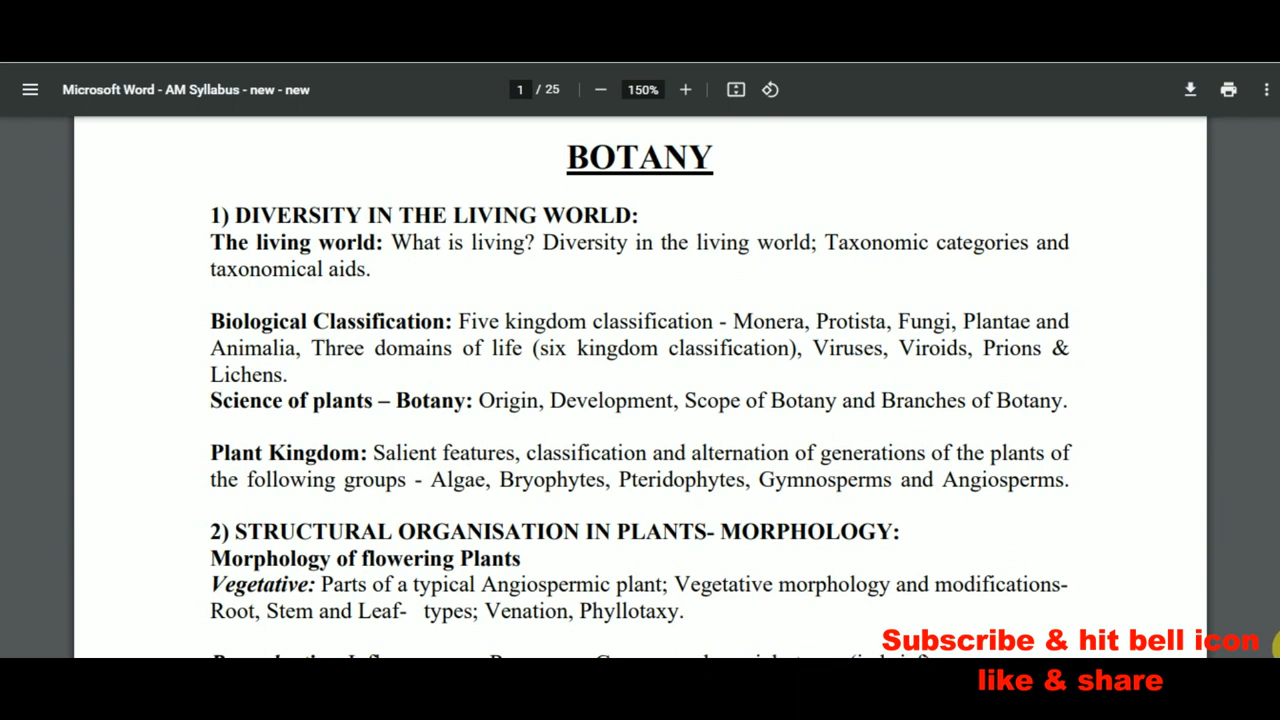 Microsoft Word - AM Syllabus - new - new
1 / 25
150%
BOTANY
1) DIVERSITY IN THE LIVING WORLD:
The living world: What is living? Diversity in the living world; Taxonomic categories and
taxonomical aids.
Biological Classification: Five kingdom classification - Monera, Protista, Fungi, Plantae and
Animalia, Three domains of life (six kingdom classification), Viruses, Viroids, Prions &
Lichens.
Science of plants – Botany: Origin, Development, Scope of Botany and Branches of Botany.
Plant Kingdom: Salient features, classification and alternation of generations of the plants of
the following groups - Algae, Bryophytes, Pteridophytes, Gymnosperms and Angiosperms.
2) STRUCTURAL ORGANISATION IN PLANTS- MORPHOLOGY:
Morphology of flowering Plants
Vegetative: Parts of a typical Angiospermic plant; Vegetative morphology and modifications-
Root, Stem and Leaf- types; Venation, Phyllotaxy.
Subscribe & hit bell icon
like & share